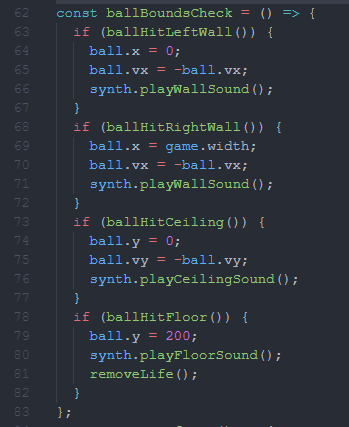 62 const ballBoundsCheck = () => {
63 if (ballHitLeftWall()) {
64 ball.x = 0;
65 ball.vx = -ball.vx;
66 synth.playWallSound();
67 }
68 if (ballHitRightWall()) {
69 ball.x = game.width;
70 ball.vx = -ball.vx;
71 synth.playWallSound();
72 }
73 if (ballHitCeiling()) {
74 ball.y = 0;
75 ball.vy = -ball.vy;
76 synth.playCeilingSound();
77 }
78 if (ballHitFloor()) {
79 ball.y = 200;
80 synth.playFloorSound();
81 removeLife();
82 }
83 };